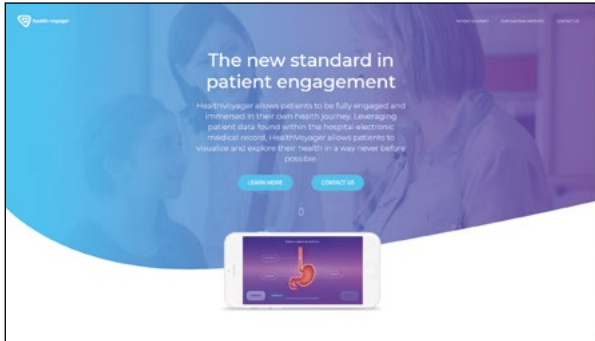 health voyager
CONTACT US
The new standard in
patient engagement
HealthVoyager allows patients to be fully engaged and
immersed in their own health journey. Leveraging
patient data found within the hospital electronic
medical record, HealthVoyager allows patients to
visualize and explore their health in a way never before
possible.
LEARN MORE
CONTACT US